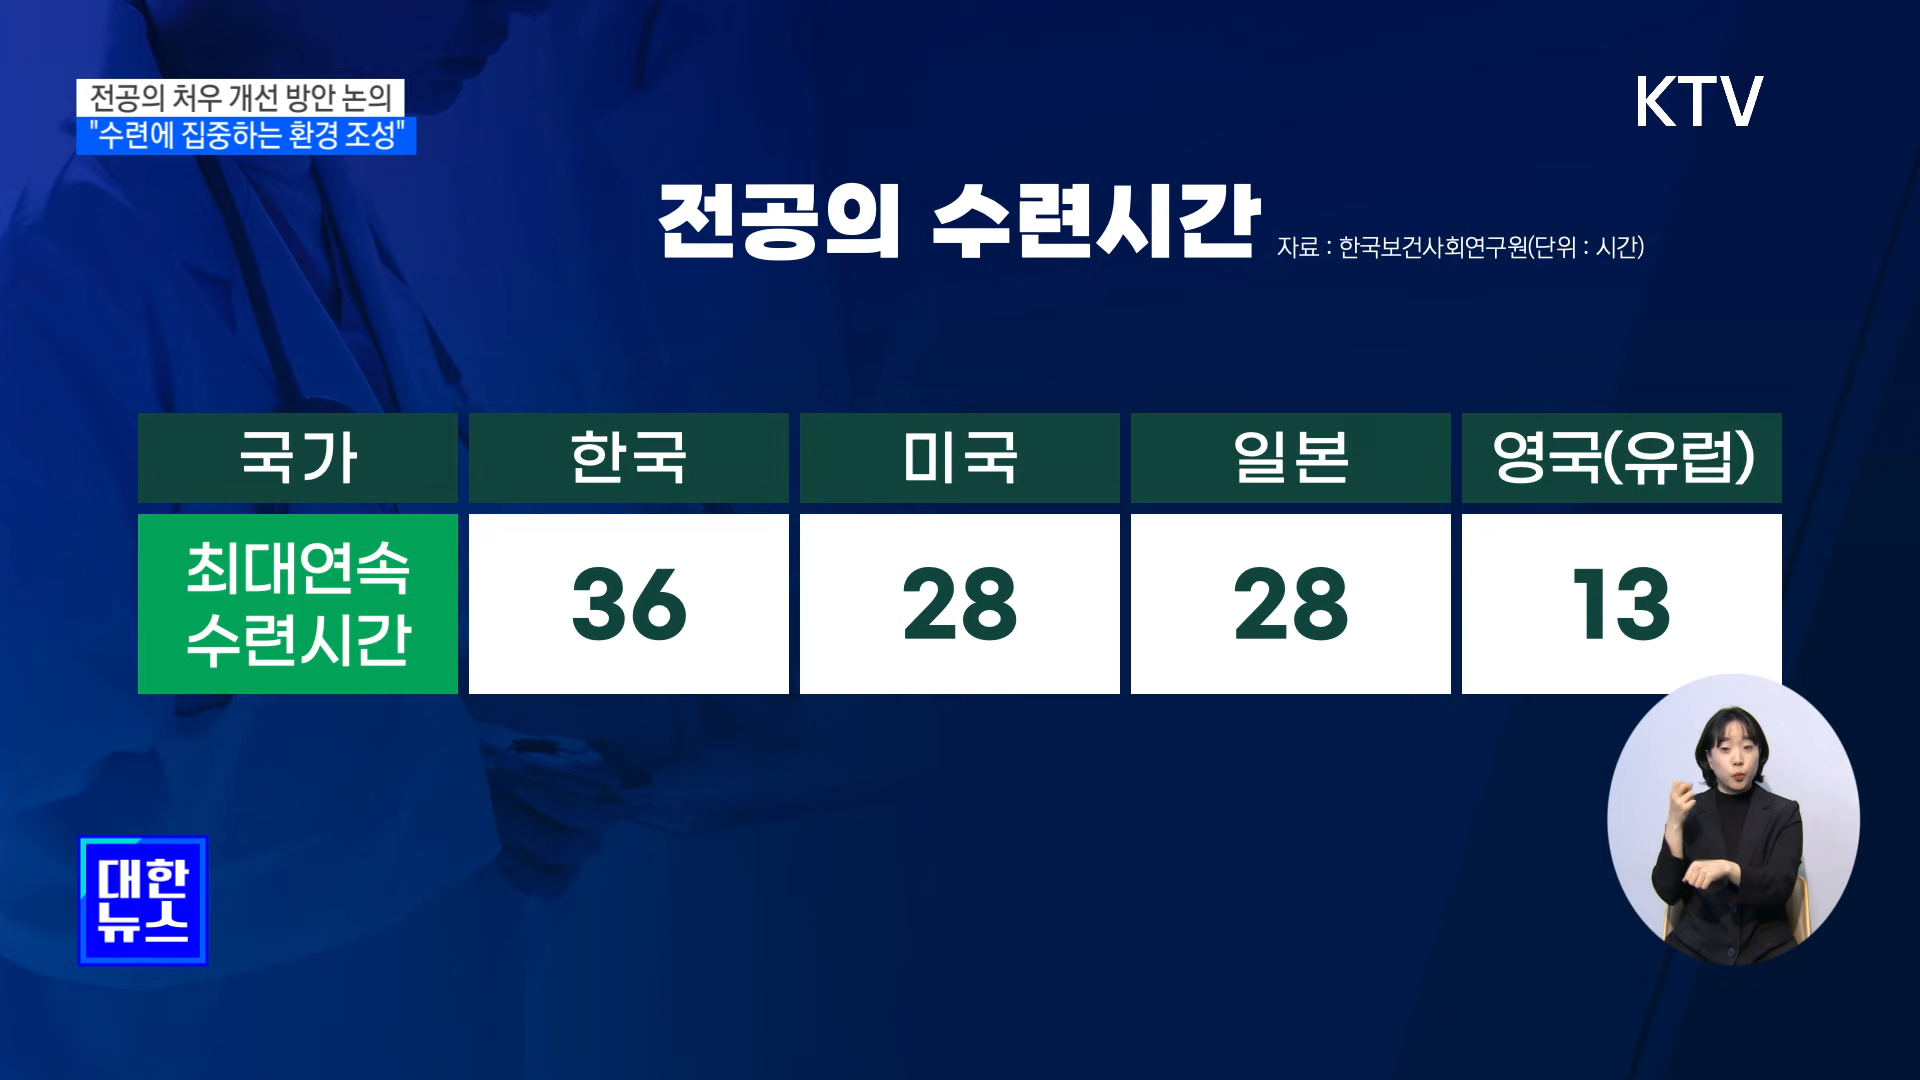 전공의 처우 개선 방안 논의
"수련에 집중하는 환경 조성"
KTV
전공의 수련시간 자료 : 한국보건사회연구원(단위 : 시간)
국가 한국 미국 일본 영국(유럽)
최대연속
수련시간 36 28 28 13
대한
뉴스